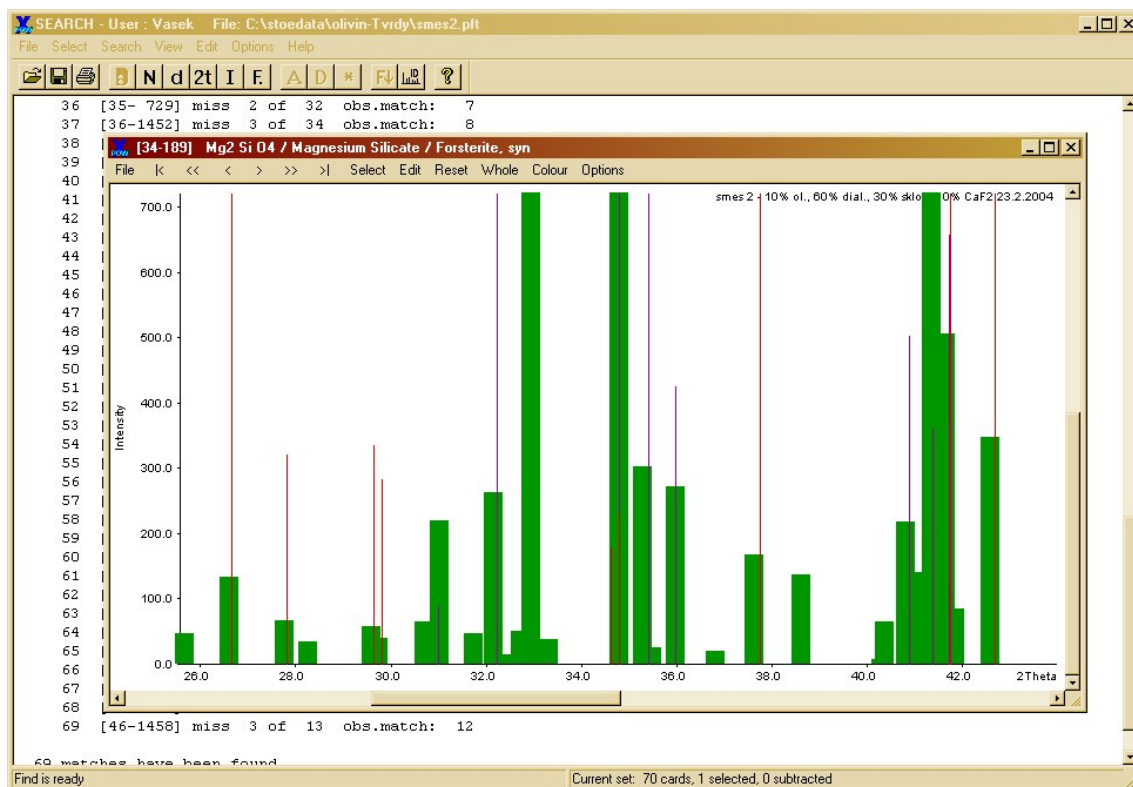 SEARCH - User : Vasek File: C:\stoedata\olivin-Tvrdy\smes2.pft
File Select Search View Edit Options Help
N d 2t I F. A D * F↓ ?
36 [35- 729] miss 2 of 32 obs.match: 7
37 [36-1452] miss 3 of 34 obs.match: 8
38 [
[34-189] Mg2 Si O4 / Magnesium Silicate / Forsterite, syn
39 [
40 [
File |< << < > >> >| Select Edit Reset Whole Colour Options
41 [
700.0
smes 2 - 10% ol., 60% dial., 30% sklo 0% CaF2 23.2.2004
42 [
43 [
44 [
600.0
45 [
46 [
47 [
48 [
500.0
49 [
50 [
51 [
400.0
52 [
53 [
Intensity
54 [
55 [
300.0
56 [
57 [
58 [
200.0
59 [
60 [
61 [
62 [
100.0
63 [
64 [
65 [
0.0
66 [
26.0 28.0 30.0 32.0 34.0 36.0 38.0 40.0 42.0 2Theta
67 [
68 [
69 [46-1458] miss 3 of 13 obs.match: 12
69 matches have been found
Find is ready
Current set: 70 cards, 1 selected, 0 subtracted